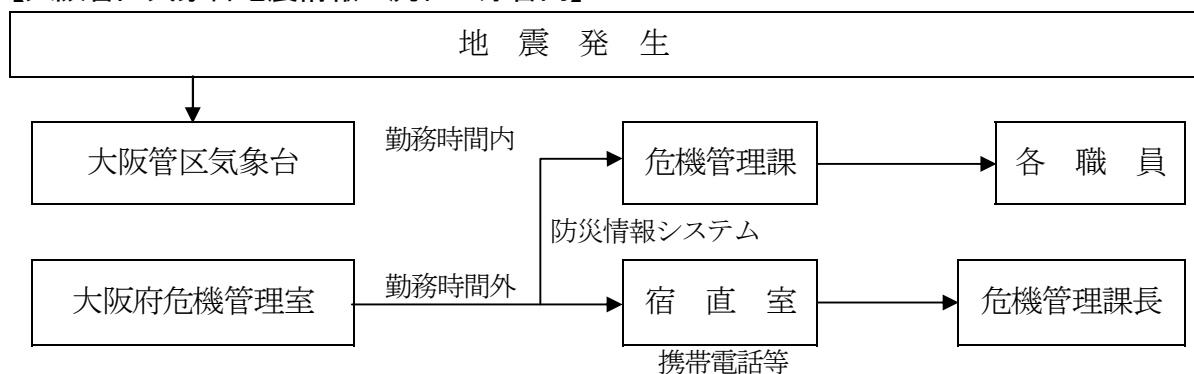 地　震　発　生
大阪管区気象台
勤務時間内
危機管理課
各　職　員
防災情報システム
大阪府危機管理室
勤務時間外
宿　直　室
危機管理課長
携帯電話等